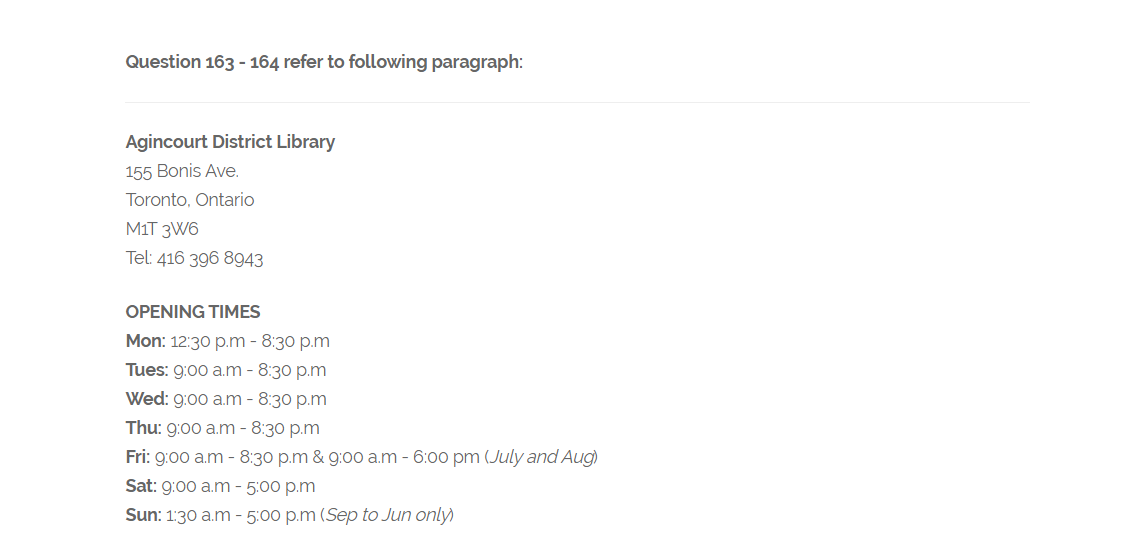 Question 163 - 164 refer to following paragraph:
Agincourt District Library
155 Bonis Ave.
Toronto, Ontario
M1T 3W6
Tel: 416 396 8943
OPENING TIMES
Mon: 12:30 p.m - 8:30 p.m
Tues: 9:00 a.m - 8:30 p.m
Wed: 9:00 a.m - 8:30 p.m
Thu: 9:00 a.m - 8:30 p.m
Fri: 9:00 a.m - 8:30 p.m & 9:00 a.m - 6:00 pm (July and Aug)
Sat: 9:00 a.m - 5:00 p.m
Sun: 1:30 a.m - 5:00 p.m (Sep to Jun only)